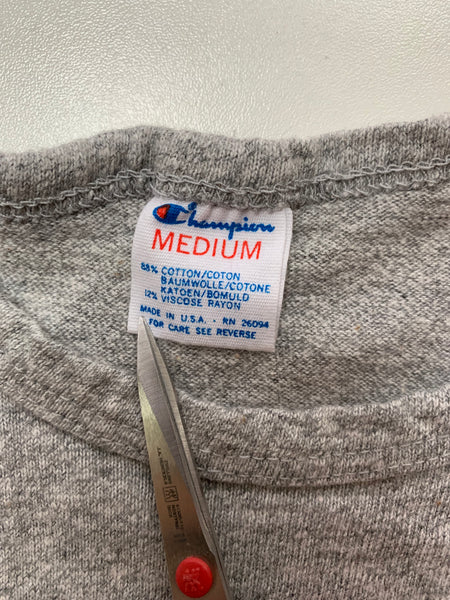 Champion
MEDIUM
88% COTTON/COTON
BAUMWOLLE/COTONE
KATOEN/BOMULD
12% VISCOSE RAYON
MADE IN U.S.A. - RN 26094
FOR CARE SEE REVERSE